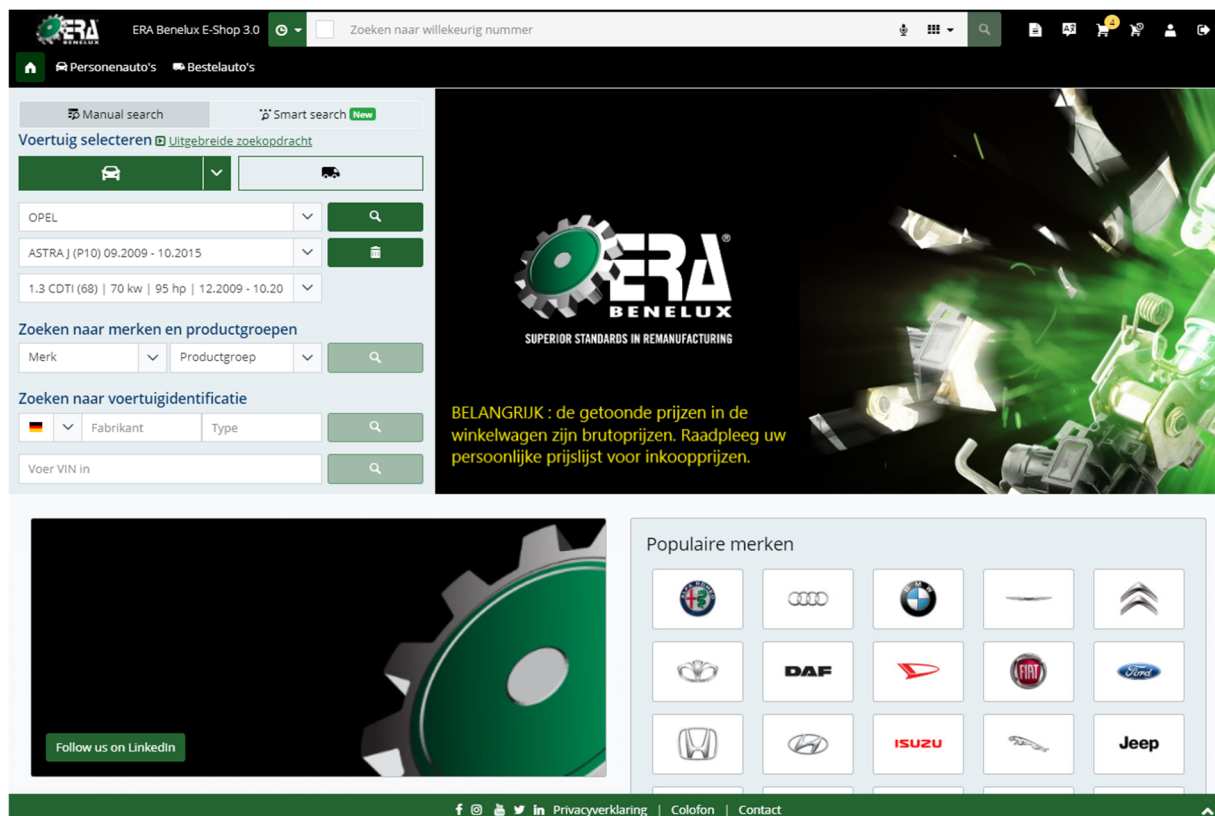 ERA
BENELUX
ERA Benelux E-Shop 3.0
Zoeken naar willekeurig nummer
4
Personenauto's
Bestelauto's
Manual search
Smart search New
Voertuig selecteren Uitgebreide zoekopdracht
OPEL
ASTRA J (P10) 09.2009 - 10.2015
1.3 CDTI (68) | 70 kw | 95 hp | 12.2009 - 10.20
Zoeken naar merken en productgroepen
Merk
Productgroep
Zoeken naar voertuigidentificatie
Fabrikant
Type
Voer VIN in
ERA®
BENELUX
SUPERIOR STANDARDS IN REMANUFACTURING
BELANGRIJK : de getoonde prijzen in de
winkelwagen zijn brutoprijzen. Raadpleeg uw
persoonlijke prijslijst voor inkoopprijzen.
Follow us on LinkedIn
Populaire merken
ALFA ROMEO
BMW
DAF
FIAT
Ford
ISUZU
Jeep
Privacyverklaring | Colofon | Contact